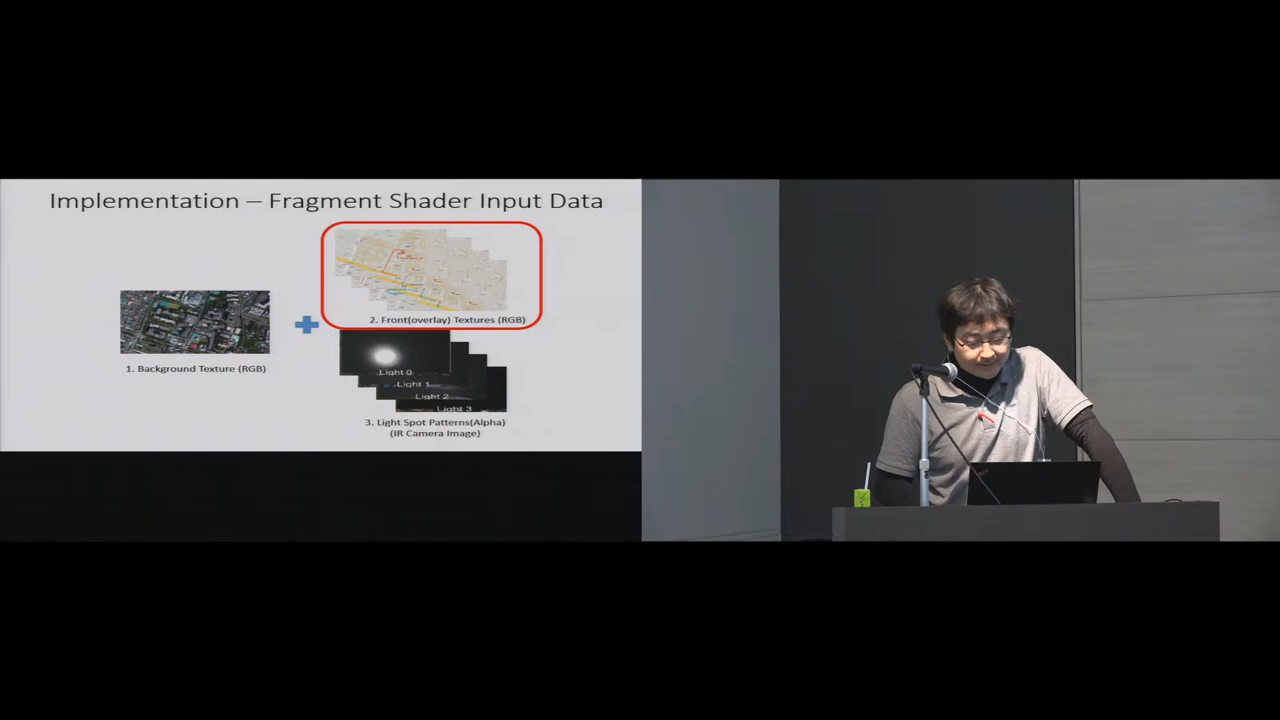 Implementation – Fragment Shader Input Data
2. Front(overlay) Textures (RGB)
1. Background Texture (RGB)
Light 0
Light 1
Light 2
Light 3
3. Light Spot Patterns(Alpha)
(IR Camera Image)